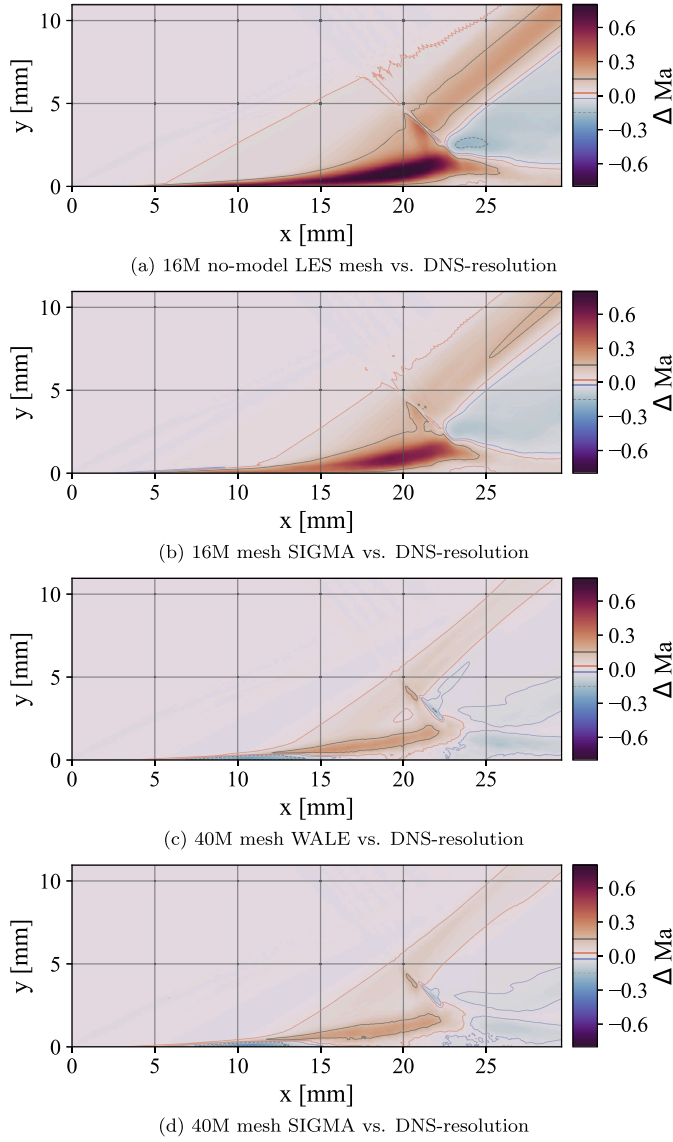 10
5
0
y [mm]
0 5 10 15 20 25
x [mm]
0.6
0.3
0.0
−0.3
−0.6
Δ Ma
(a) 16M no-model LES mesh vs. DNS-resolution
10
5
0
y [mm]
0 5 10 15 20 25
x [mm]
0.6
0.3
0.0
−0.3
−0.6
Δ Ma
(b) 16M mesh SIGMA vs. DNS-resolution
10
5
0
y [mm]
0 5 10 15 20 25
x [mm]
0.6
0.3
0.0
−0.3
−0.6
Δ Ma
(c) 40M mesh WALE vs. DNS-resolution
10
5
0
y [mm]
0 5 10 15 20 25
x [mm]
0.6
0.3
0.0
−0.3
−0.6
Δ Ma
(d) 40M mesh SIGMA vs. DNS-resolution